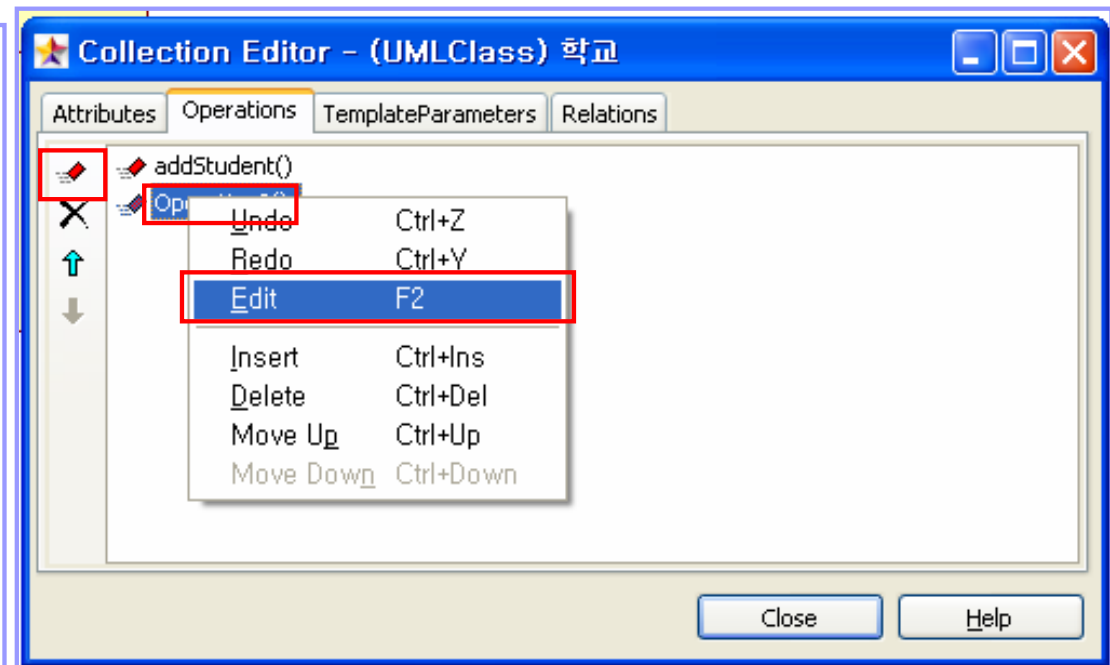 Collection Editor - (UMLClass) 학교
Attributes Operations TemplateParameters Relations
addStudent()
Undo Ctrl+Z
Redo Ctrl+Y
Edit F2
Insert Ctrl+Ins
Delete Ctrl+Del
Move Up Ctrl+Up
Move Down Ctrl+Down
Close Help